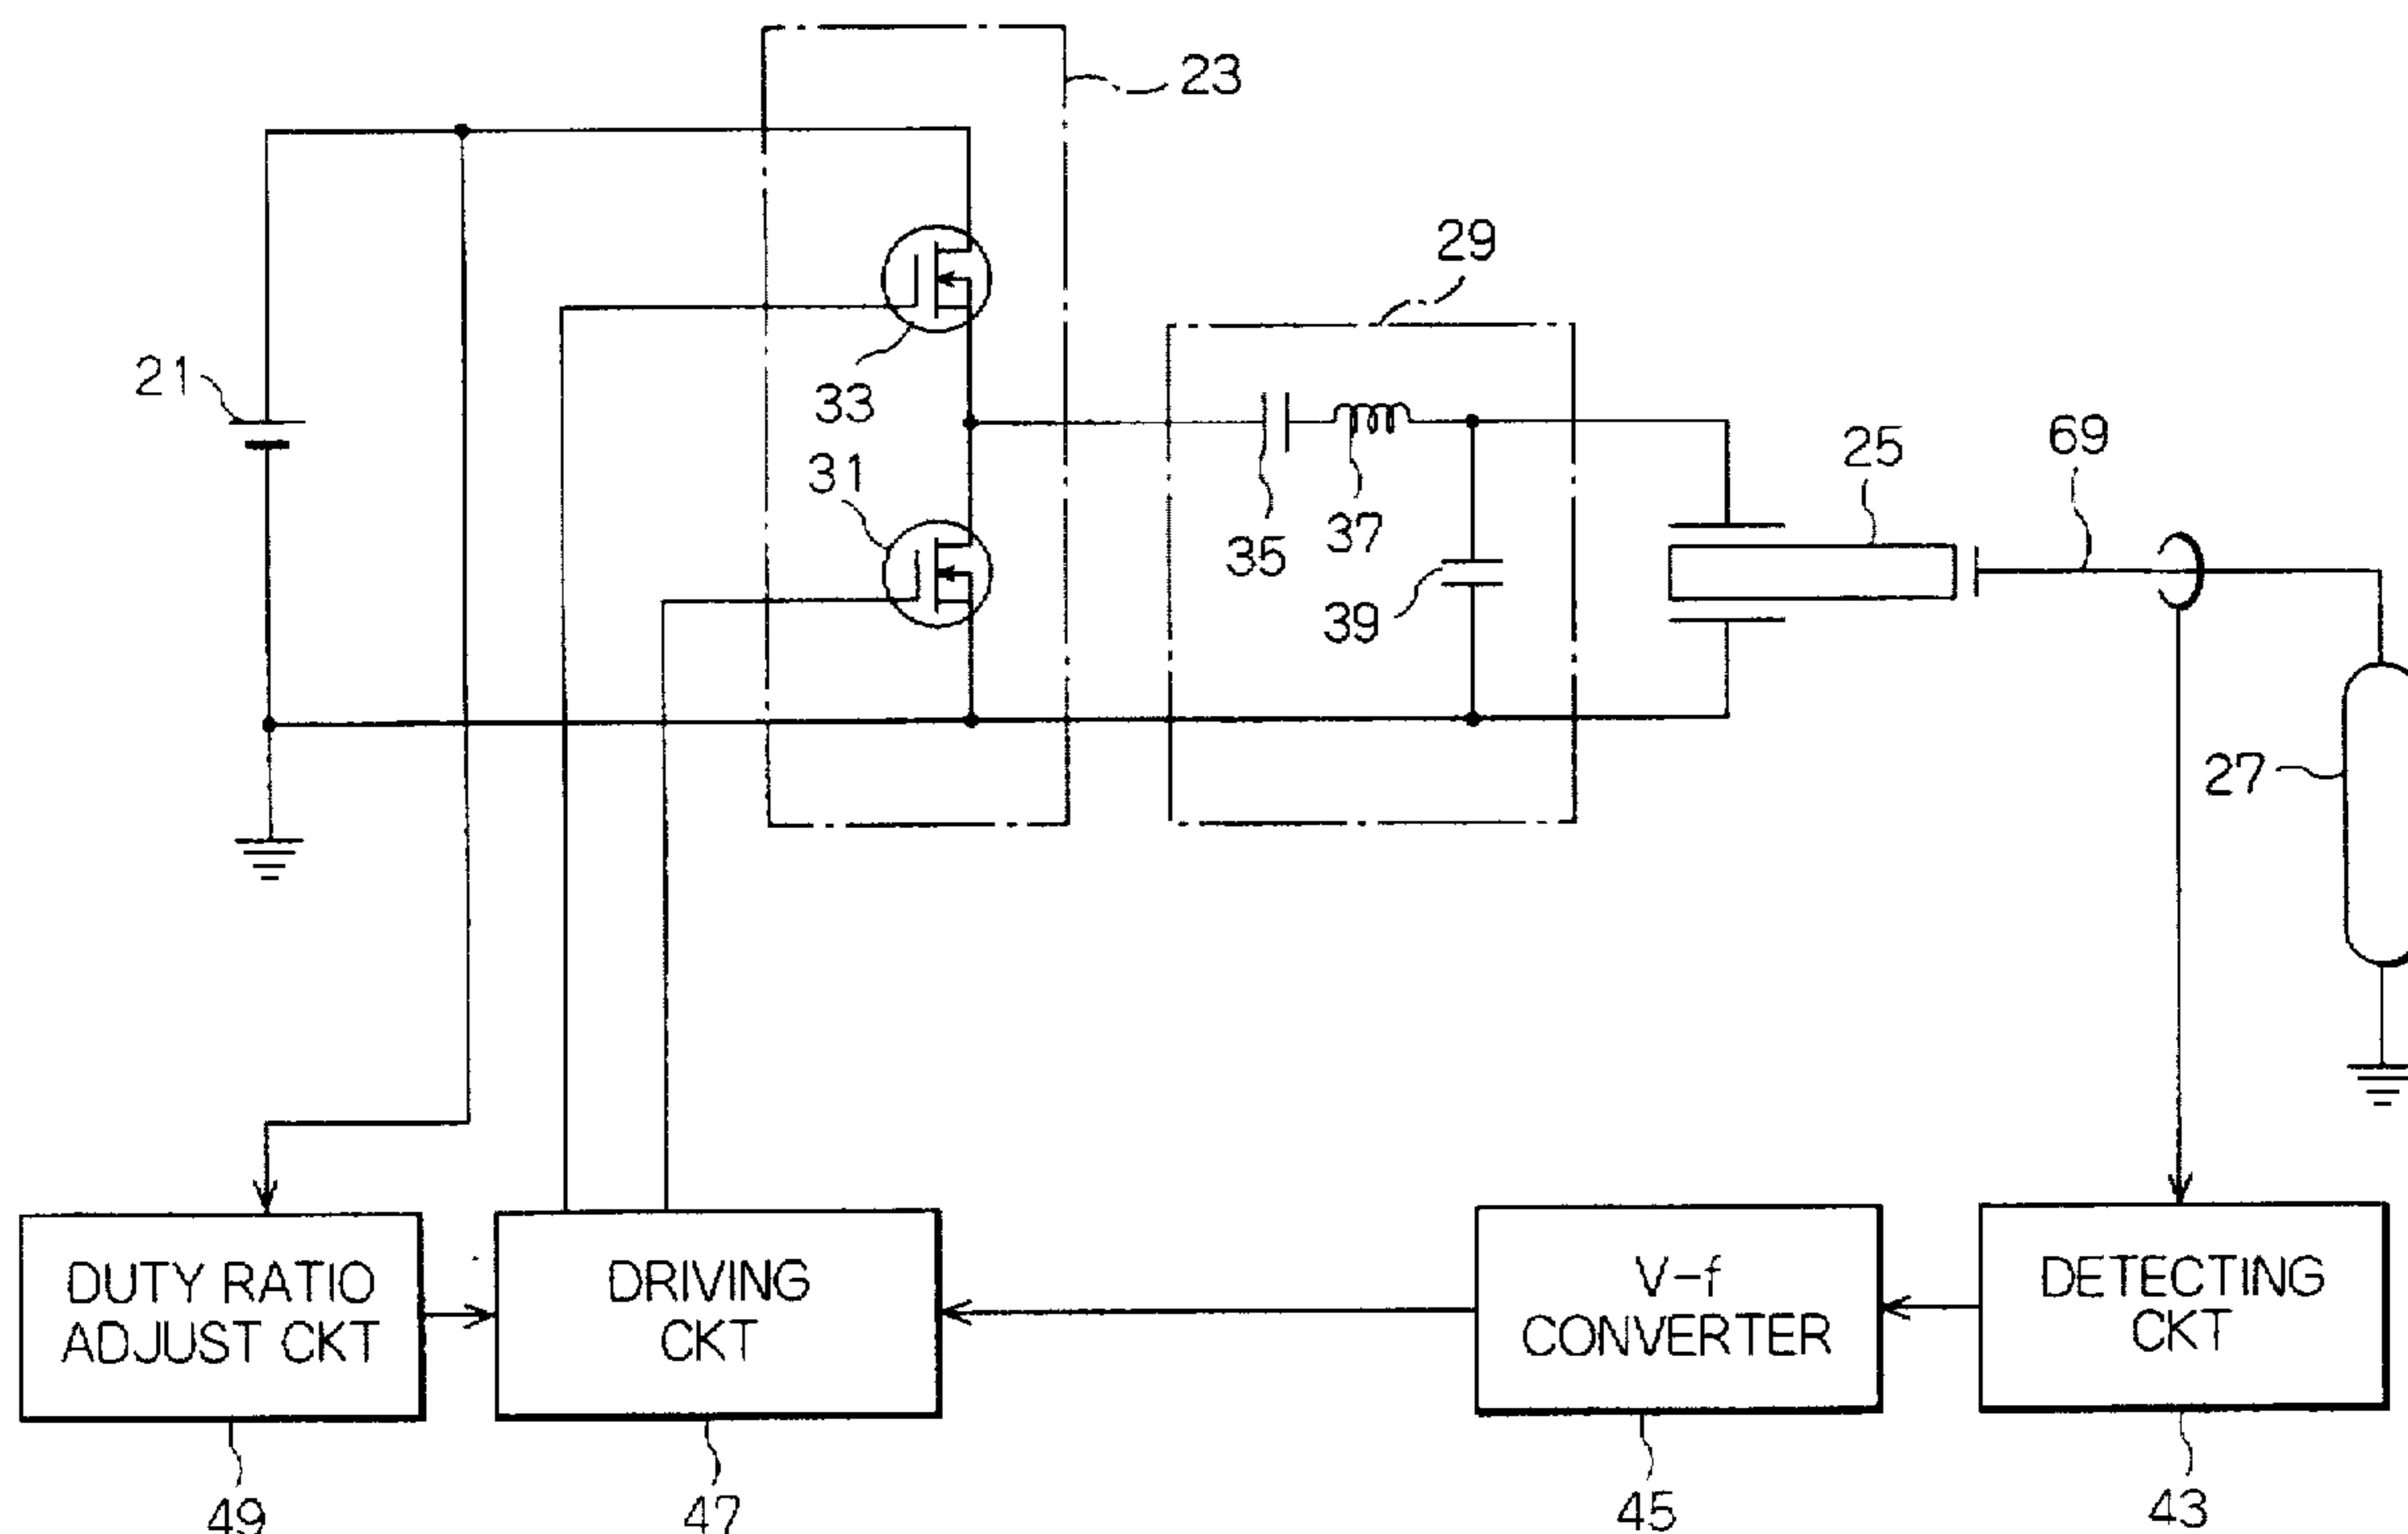 23
29
21
33
31
25
69
35
37
39
27
DUTY RATIO
ADJUST CKT
DRIVING
CKT
V-f
CONVERTER
DETECTING
CKT
49
47
45
43